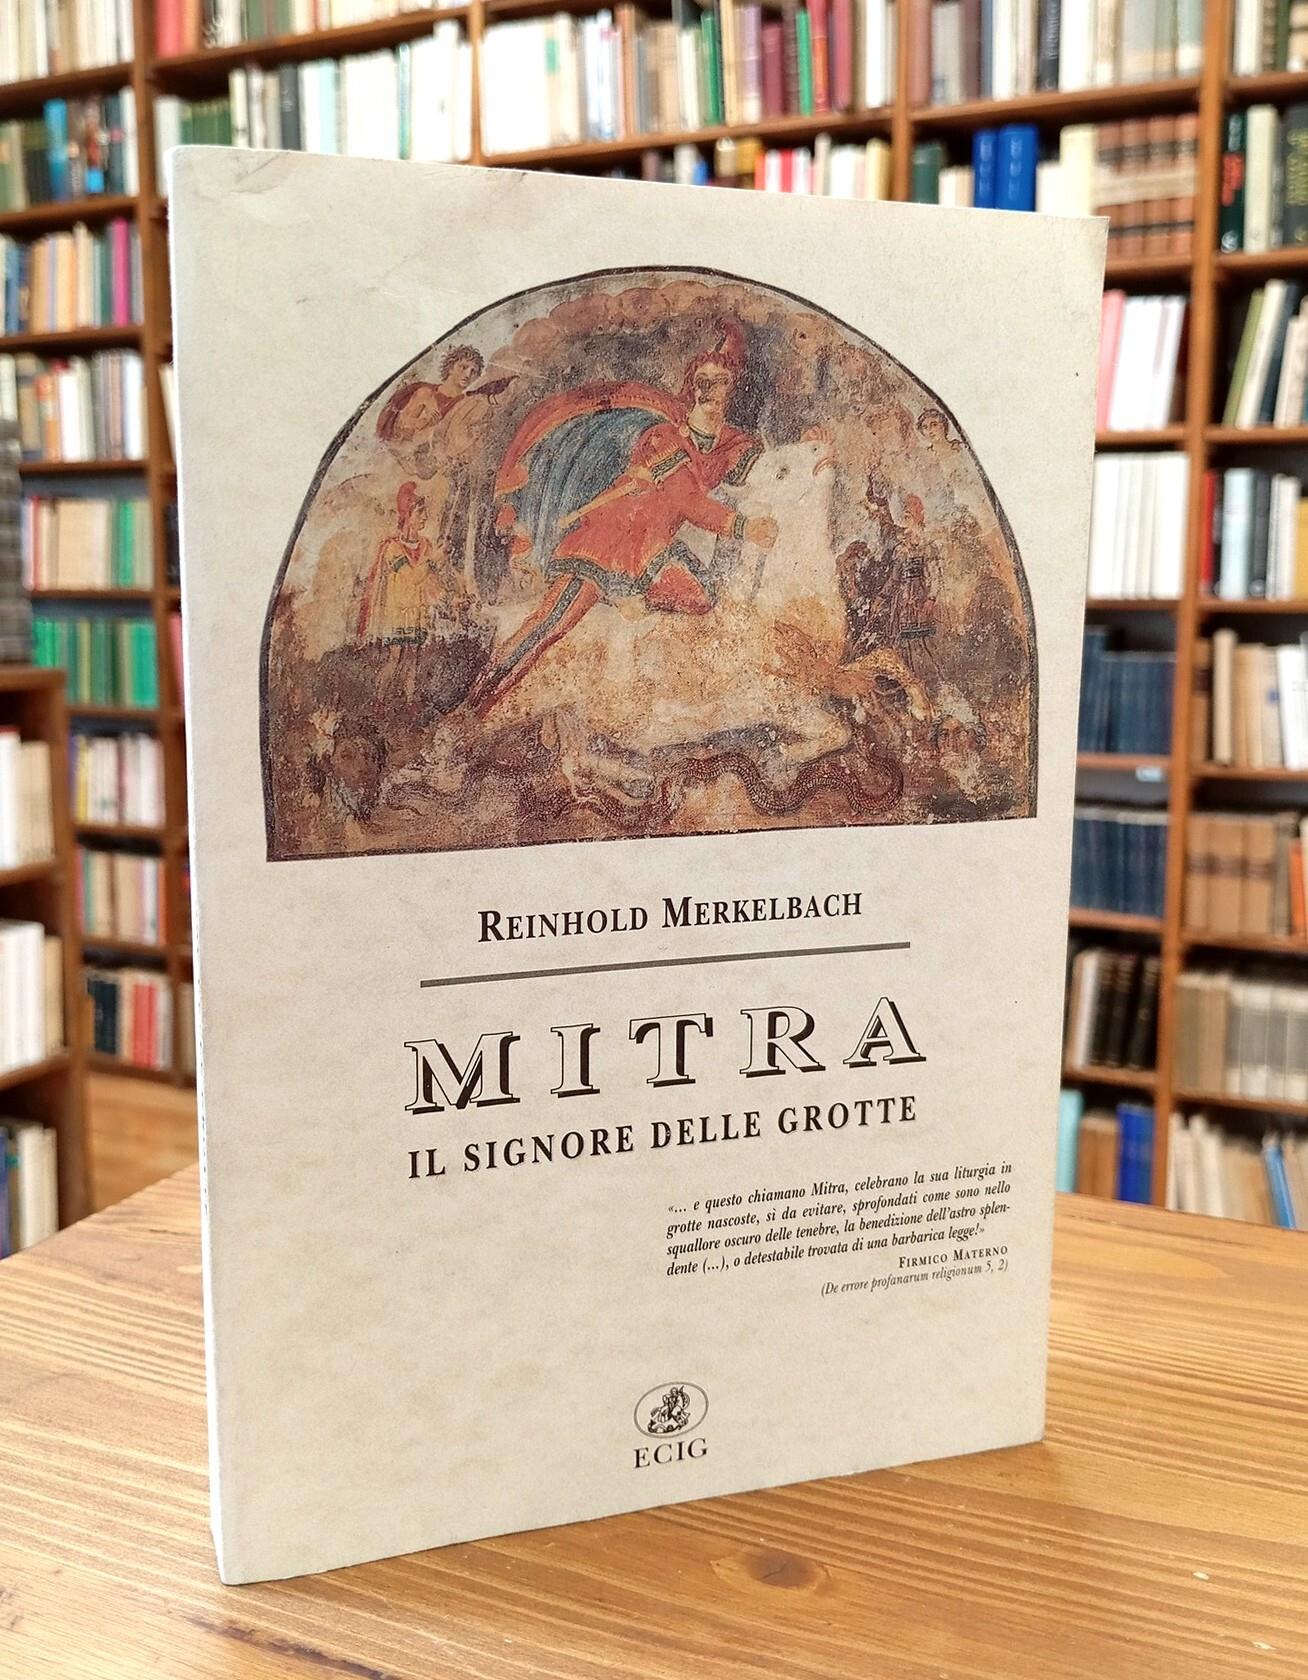 REINHOLD MERKELBACH
MITRA
IL SIGNORE DELLE GROTTE
«... e questo chiamano Mitra, celebrano la sua liturgia in
grotte nascoste, sì da evitare, sprofondati come sono nello
squallore oscuro delle tenebre, la benedizione dell'astro splen-
dente (...), o detestabile trovata di una barbarica legge!»
FIRMICO MATERNO
(De errore profanarum religionum 5, 2)
ECIG